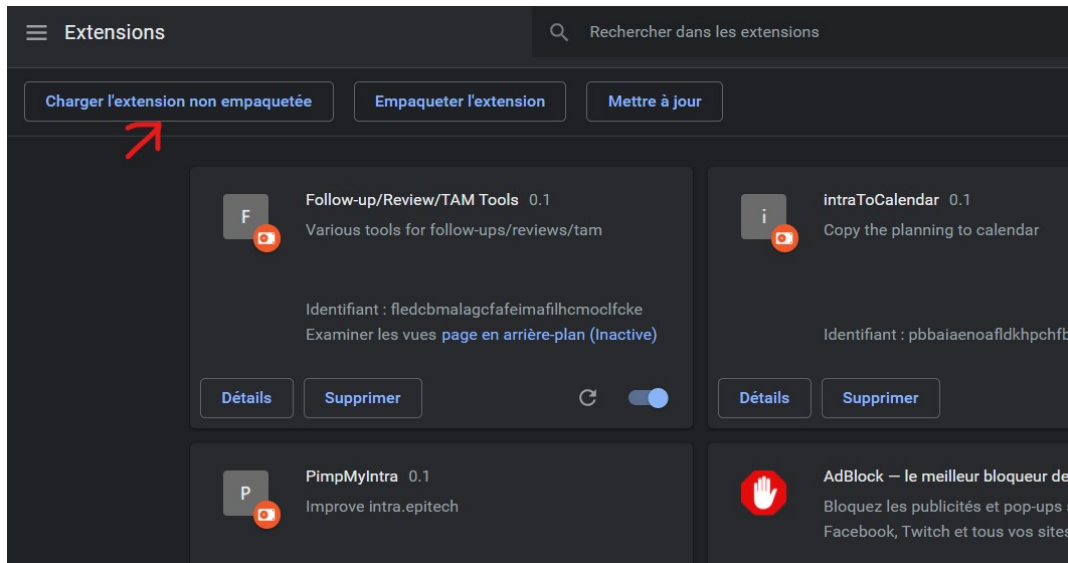 Extensions
Rechercher dans les extensions
Charger l'extension non empaquetée
Empaqueter l'extension
Mettre à jour
F
Follow-up/Review/TAM Tools 0.1
Various tools for follow-ups/reviews/tam
Identifiant : fledcbmalagcfafeimafilhcmoclfcke
Examiner les vues page en arrière-plan (Inactive)
Détails
Supprimer
i
intraToCalendar 0.1
Copy the planning to calendar
Identifiant : pbbaiaenoafldkhpchfb
Détails
Supprimer
P
PimpMyIntra 0.1
Improve intra.epitech
AdBlock — le meilleur bloqueur de
Bloquez les publicités et pop-ups
Facebook, Twitch et tous vos sites